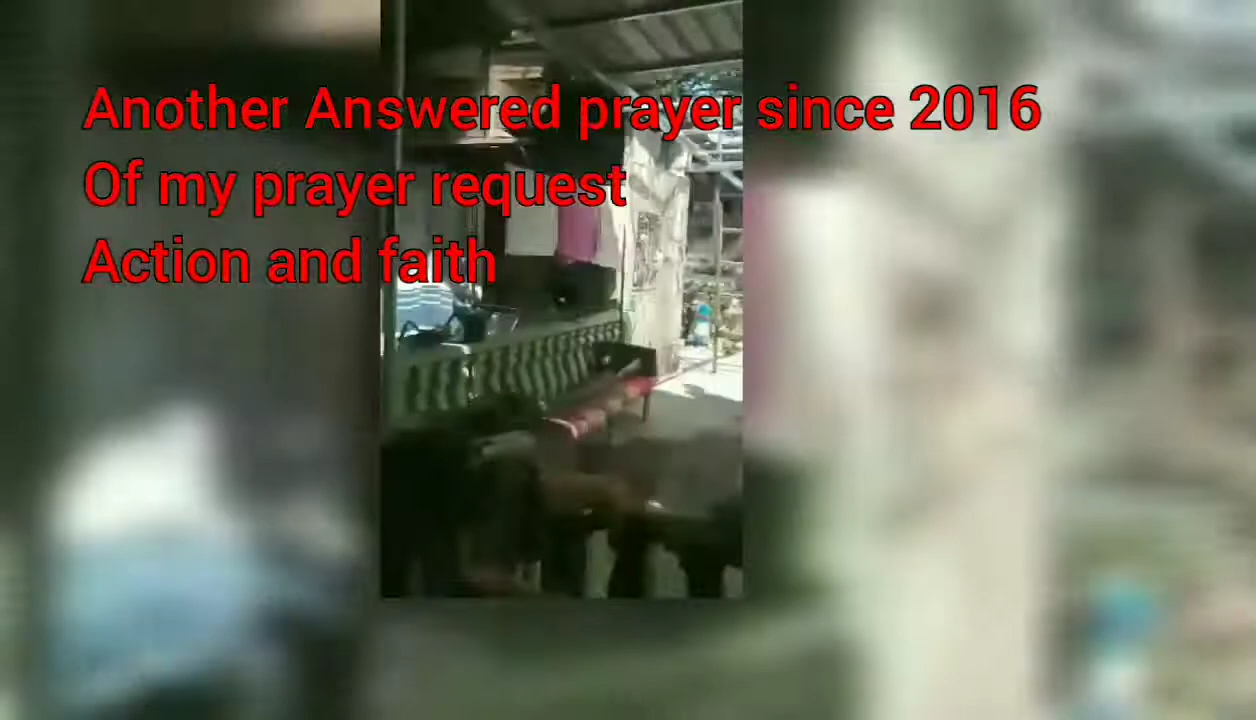 Another Answered prayer since 2016
Of my prayer request
Action and faith